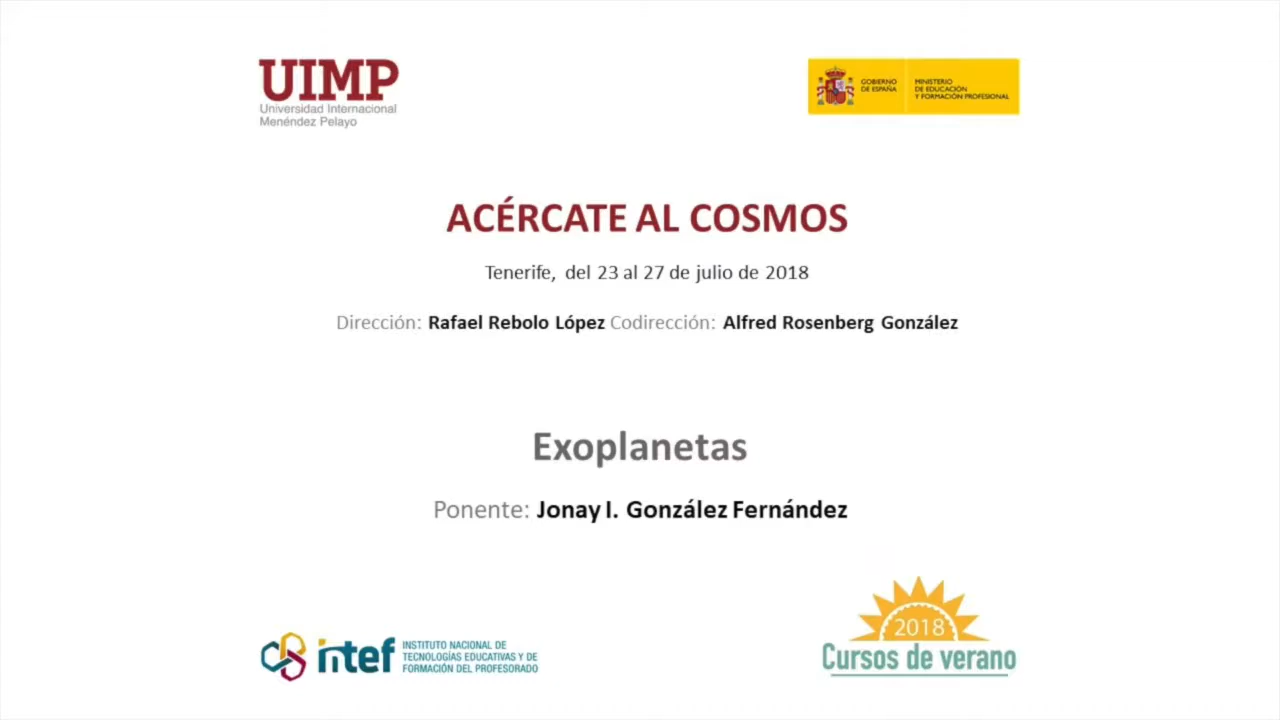 UIMP
Universidad Internacional
Menéndez Pelayo
GOBIERNO
DE ESPAÑA
MINISTERIO
DE EDUCACIÓN
Y FORMACIÓN PROFESIONAL
ACÉRCATE AL COSMOS
Tenerife, del 23 al 27 de julio de 2018
Dirección: Rafael Rebolo López Codirección: Alfred Rosenberg González
Exoplanetas
Ponente: Jonay I. González Fernández
intef
INSTITUTO NACIONAL DE
TECNOLOGÍAS EDUCATIVAS Y DE
FORMACIÓN DEL PROFESORADO
2018
Cursos de verano